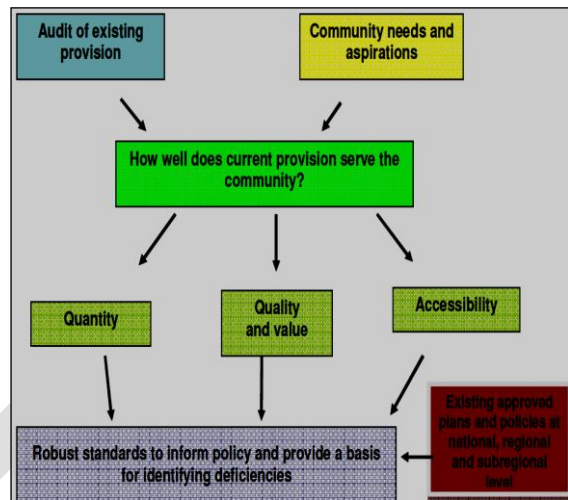 Audit of existing
provision
Community needs and
aspirations
How well does current provision serve the
community?
Quantity
Quality
and value
Accessibility
Existing approved
plans and policies at
national, regional
and subregional
level
Robust standards to inform policy and provide a basis
for identifying deficiencies